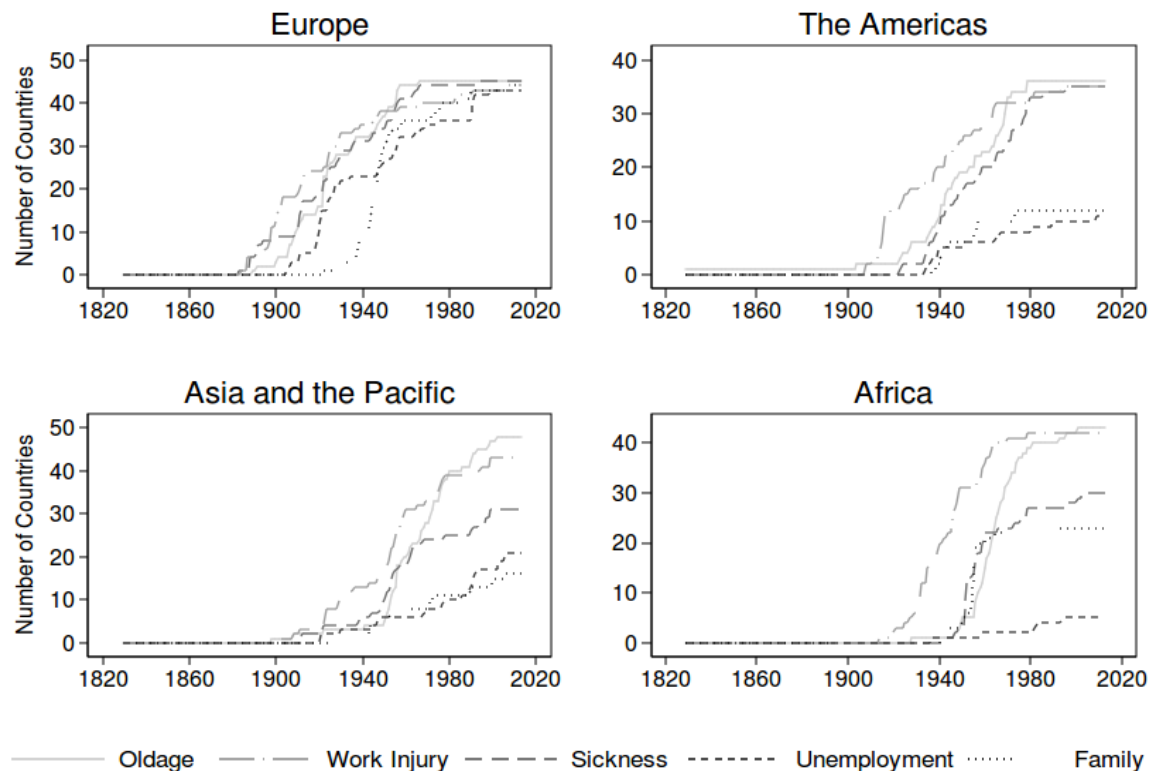 Europe
The Americas
Number of Countries
50
40
30
20
10
0
1820 1860 1900 1940 1980 2020
40
30
20
10
0
1820 1860 1900 1940 1980 2020
Asia and the Pacific
Africa
Number of Countries
50
40
30
20
10
0
1820 1860 1900 1940 1980 2020
40
30
20
10
0
1820 1860 1900 1940 1980 2020
Oldage Work Injury Sickness Unemployment Family